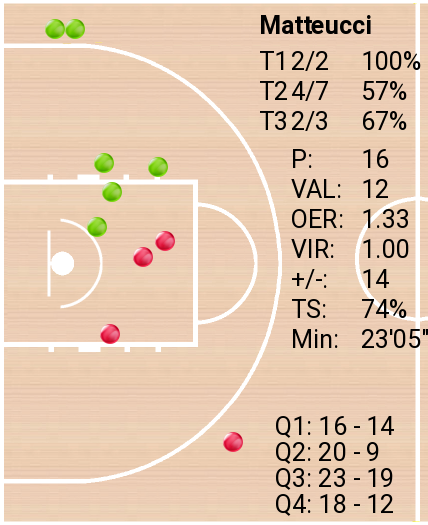 Matteucci
T1 2/2 100%
T2 4/7 57%
T3 2/3 67%
P: 16
VAL: 12
OER: 1.33
VIR: 1.00
+/-: 14
TS: 74%
Min: 23'05"
Q1: 16 - 14
Q2: 20 - 9
Q3: 23 - 19
Q4: 18 - 12